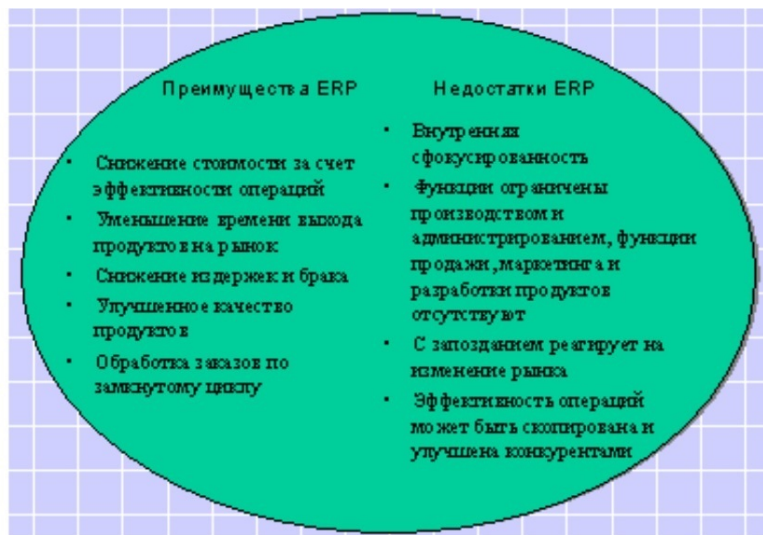 Преимущества ERP
• Снижение стоимости за счет
эффективности операций
• Уменьшение времени выхода
продуктов на рынок
• Снижение издержек и брака
• Улучшенное качество
продуктов
• Обработка заказов по
замкнутому циклу
Недостатки ERP
• Внутренняя
сфокусированность
• Функции ограничены
производством и
администрированием, функции
продажи, маркетинга и
разработки продуктов
отсутствуют
• С запозданием реагирует на
изменение рынка
• Эффективность операций
может быть скопирована и
улучшена конкурентами